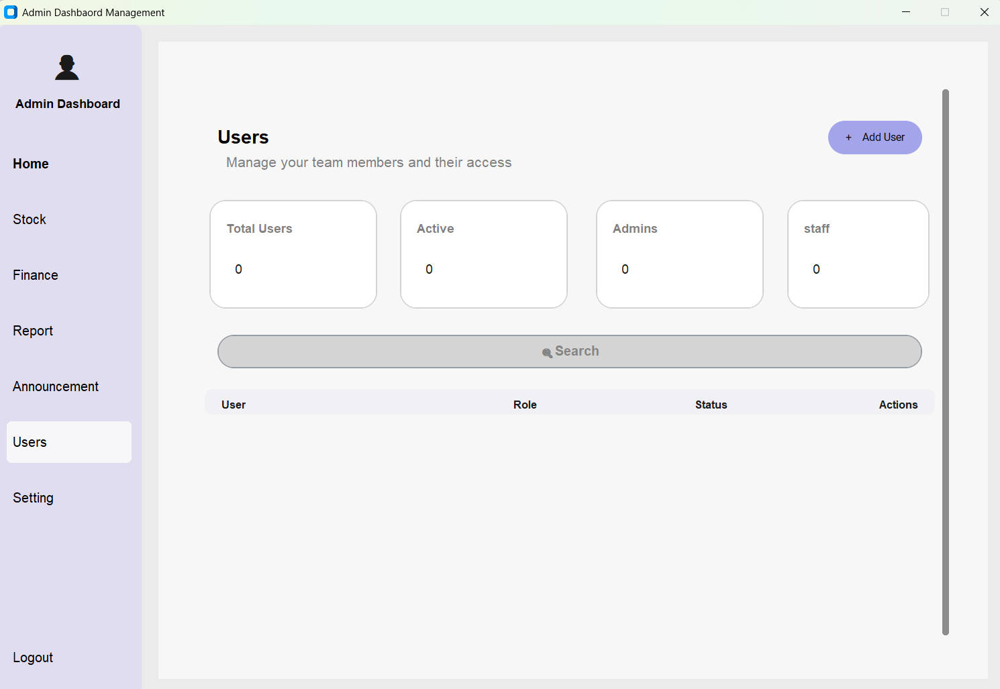 Admin Dashbaord Management
Admin Dashboard
Home
Stock
Finance
Report
Announcement
Users
Setting
Logout
Users
+ Add User
Manage your team members and their access
Total Users Active Admins staff
0 0 0 0
Search
User Role Status Actions